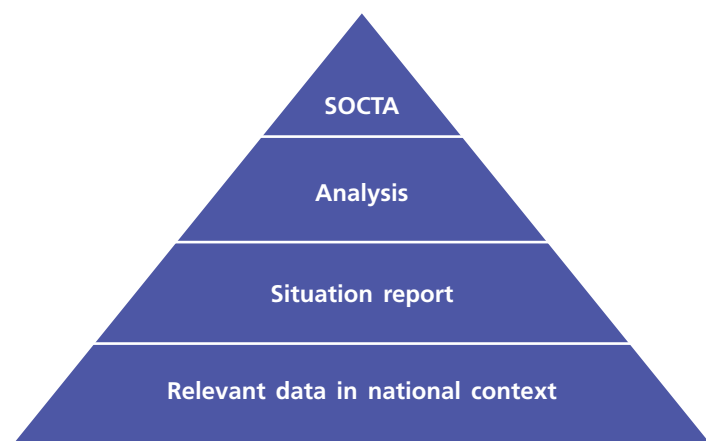 SOCTA
Analysis
Situation report
Relevant data in national context